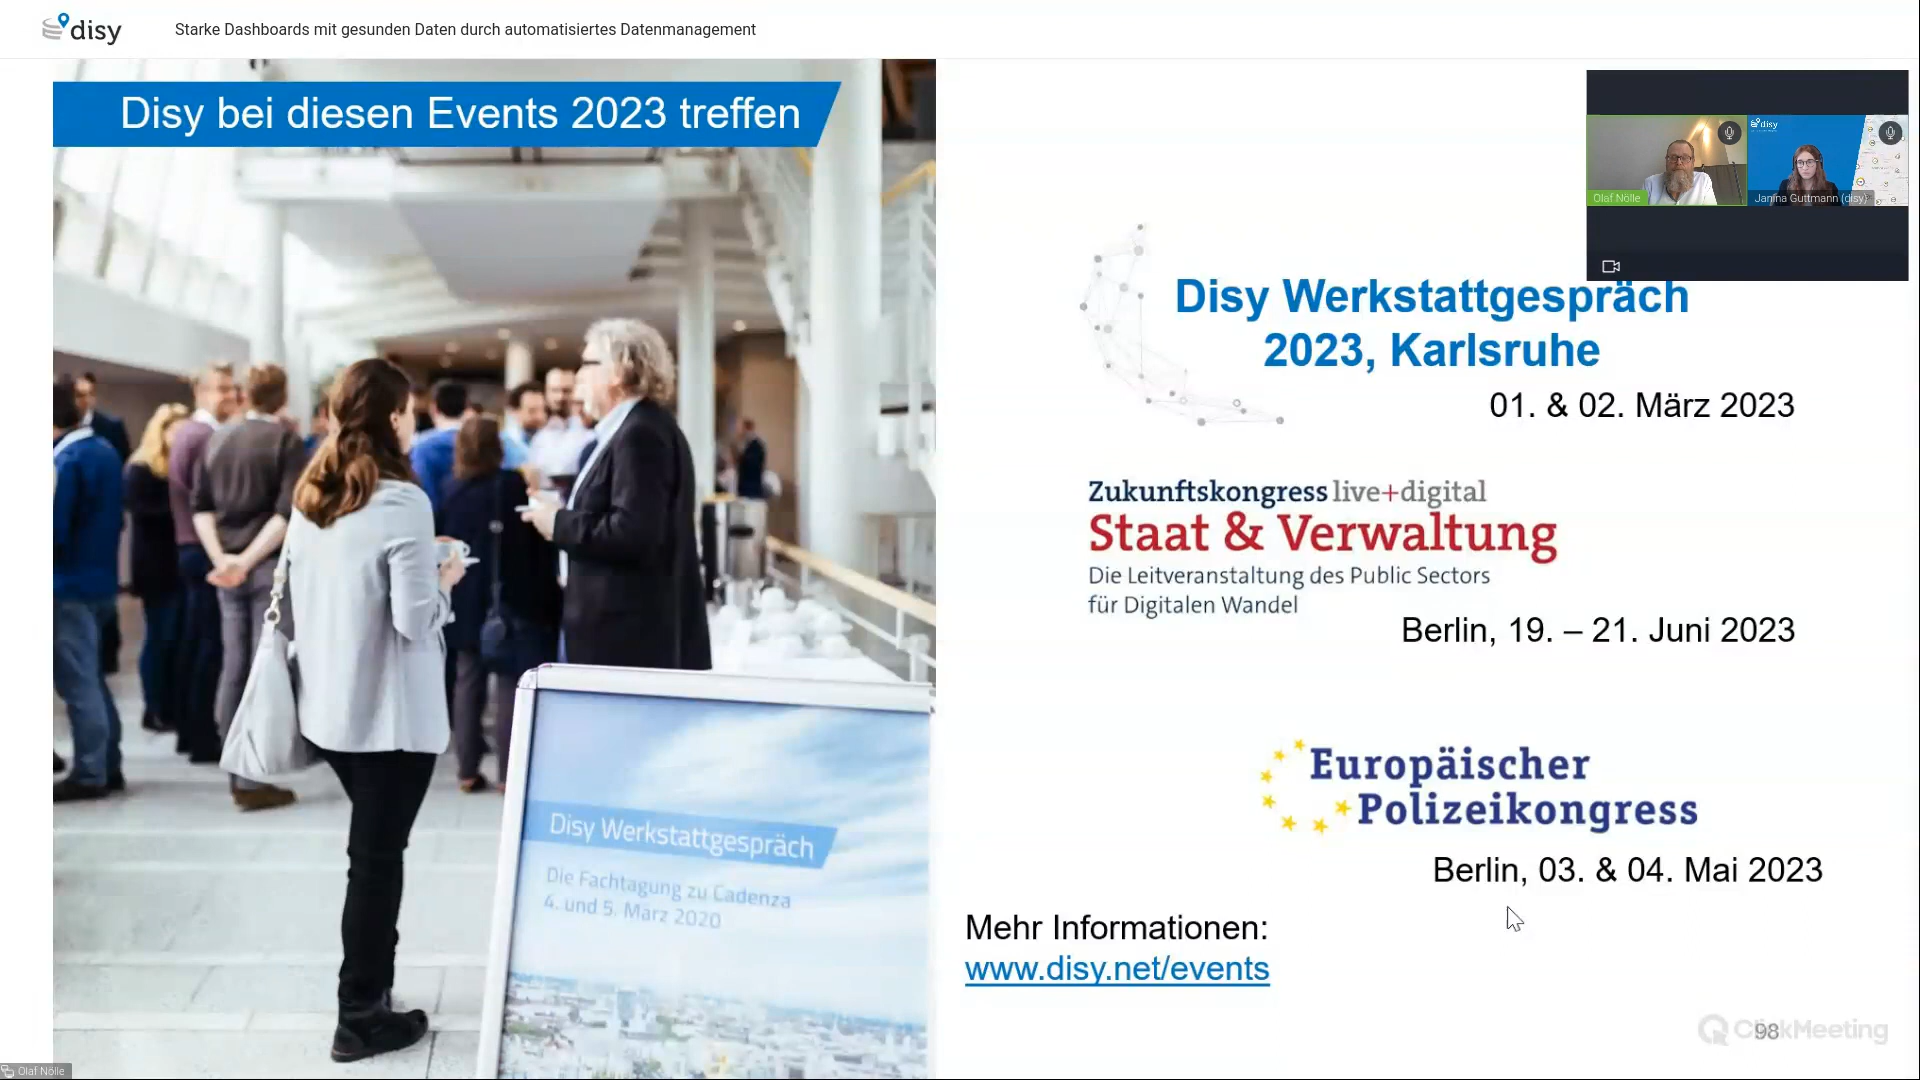 disy
Starke Dashboards mit gesunden Daten durch automatisiertes Datenmanagement
Disy bei diesen Events 2023 treffen
disy
Olaf Nölle
Janina Guttmann (disy)
Disy Werkstattgespräch
2023, Karlsruhe
01. & 02. März 2023
Zukunftskongress live+digital
Staat & Verwaltung
Die Leitveranstaltung des Public Sectors
für Digitalen Wandel
Berlin, 19. – 21. Juni 2023
Europäischer
Polizeikongress
Berlin, 03. & 04. Mai 2023
Disy Werkstattgespräch
Die Fachtagung zu Cadenza
4. und 5. März 2020
Mehr Informationen:
www.disy.net/events
ClickMeeting
98
Olaf Nölle